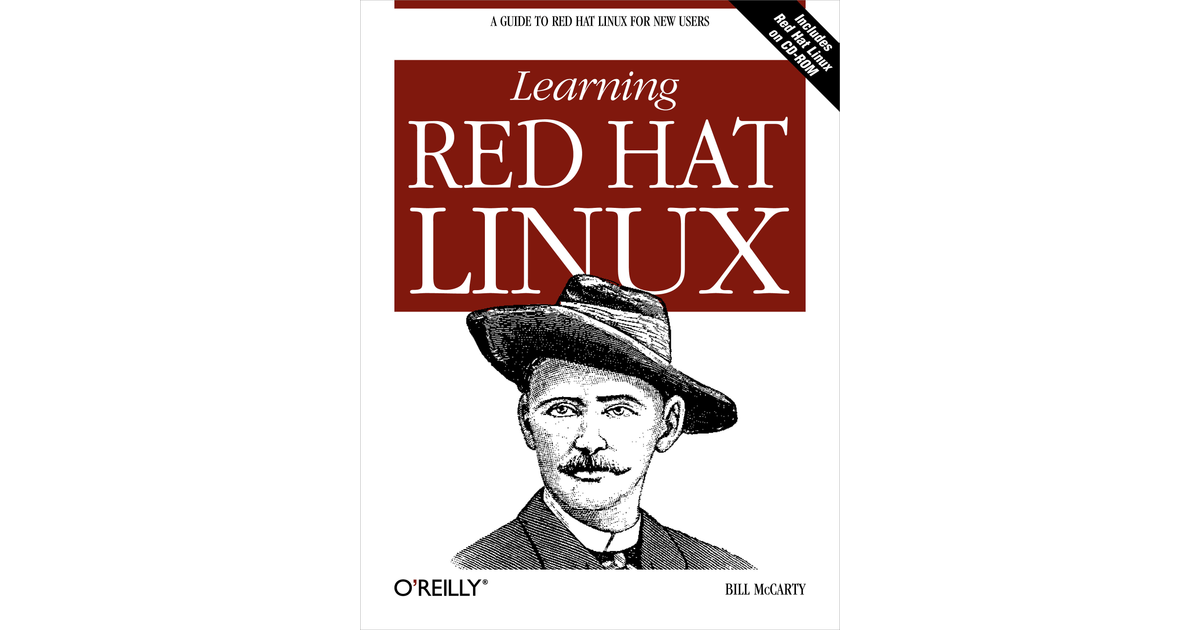 A GUIDE TO RED HAT LINUX FOR NEW USERS
Includes
Red Hat Linux
on CD-ROM
Learning
RED HAT
LINUX
O'REILLY®
BILL McCARTY